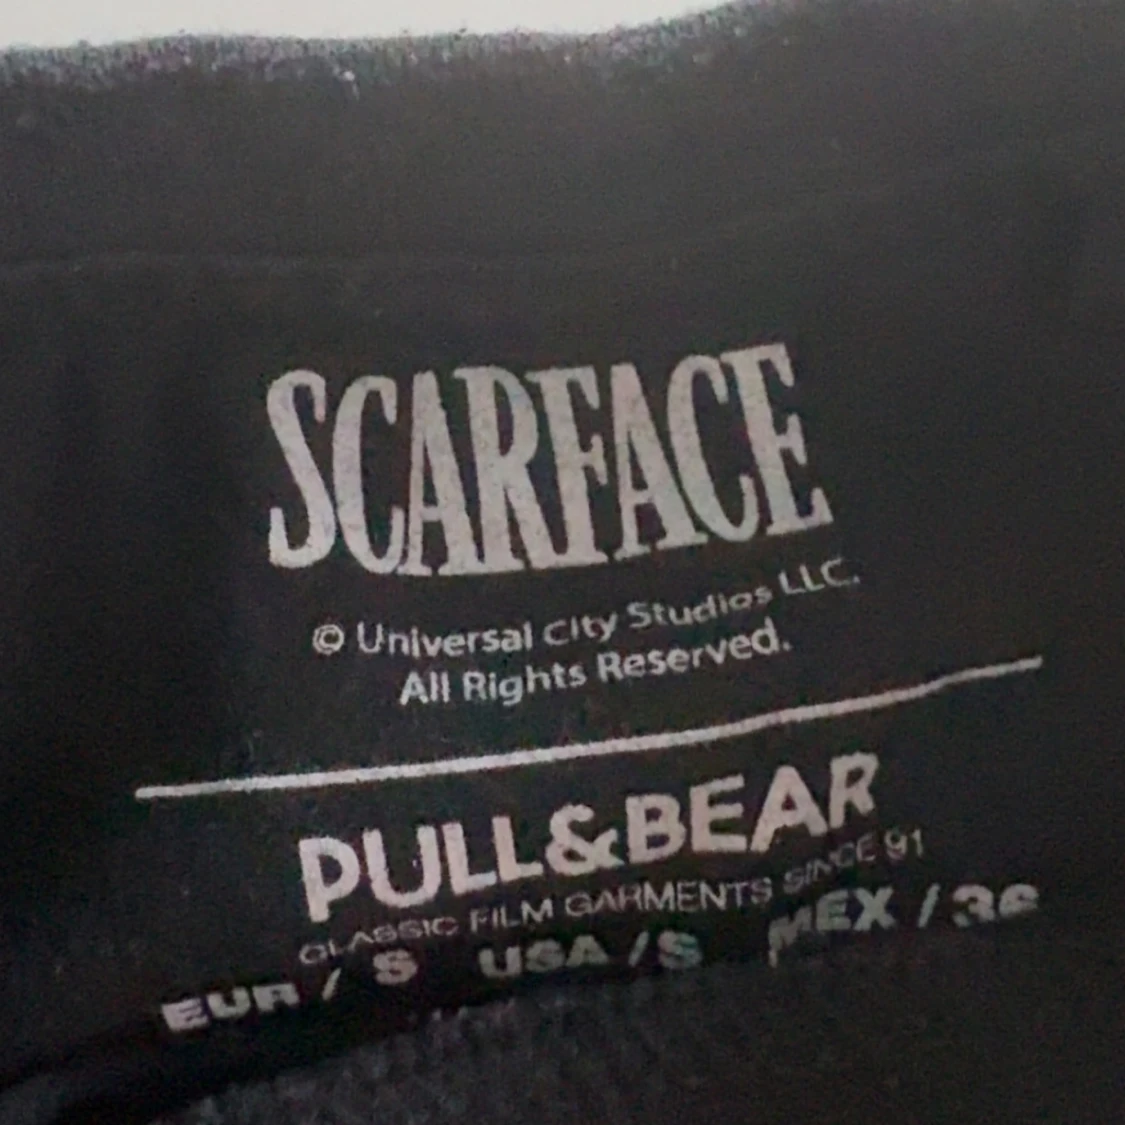 SCARFACE
© Universal City Studios LLC.
All Rights Reserved.
PULL&BEAR
CLASSIC FILM GARMENTS SINCE 91
EUR / S USA / S MEX / 36